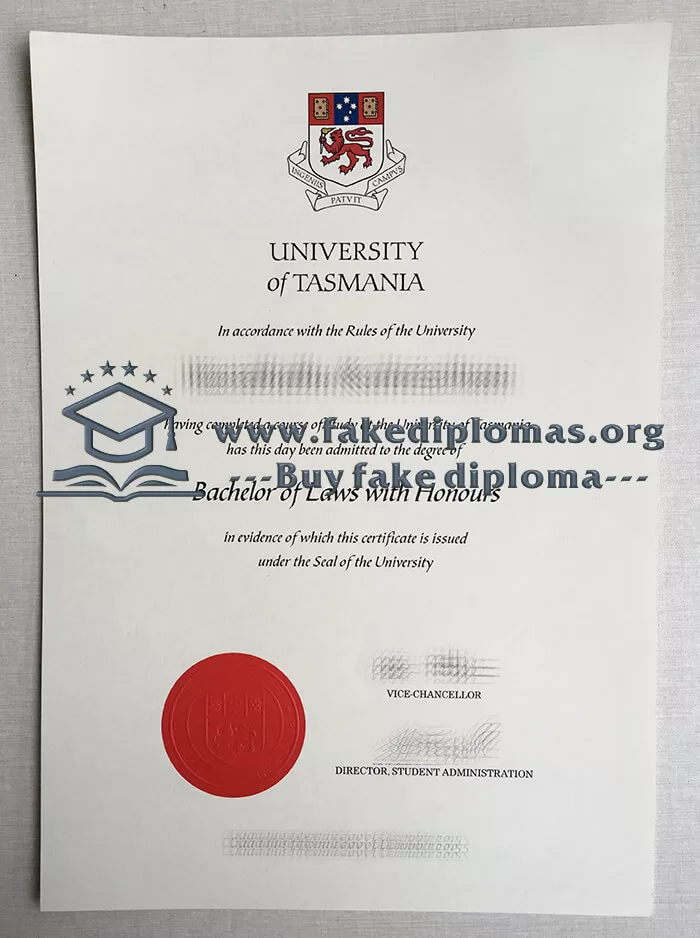 INGENIIS PATVIT CAMPVS
UNIVERSITY
of TASMANIA
In accordance with the Rules of the University
having completed a course of study at the University of Tasmania
www.fakediplomas.org
has this day been admitted to the degree of
---Buy fake diploma---
Bachelor of Laws with Honours
in evidence of which this certificate is issued
under the Seal of the University
VICE-CHANCELLOR
DIRECTOR, STUDENT ADMINISTRATION